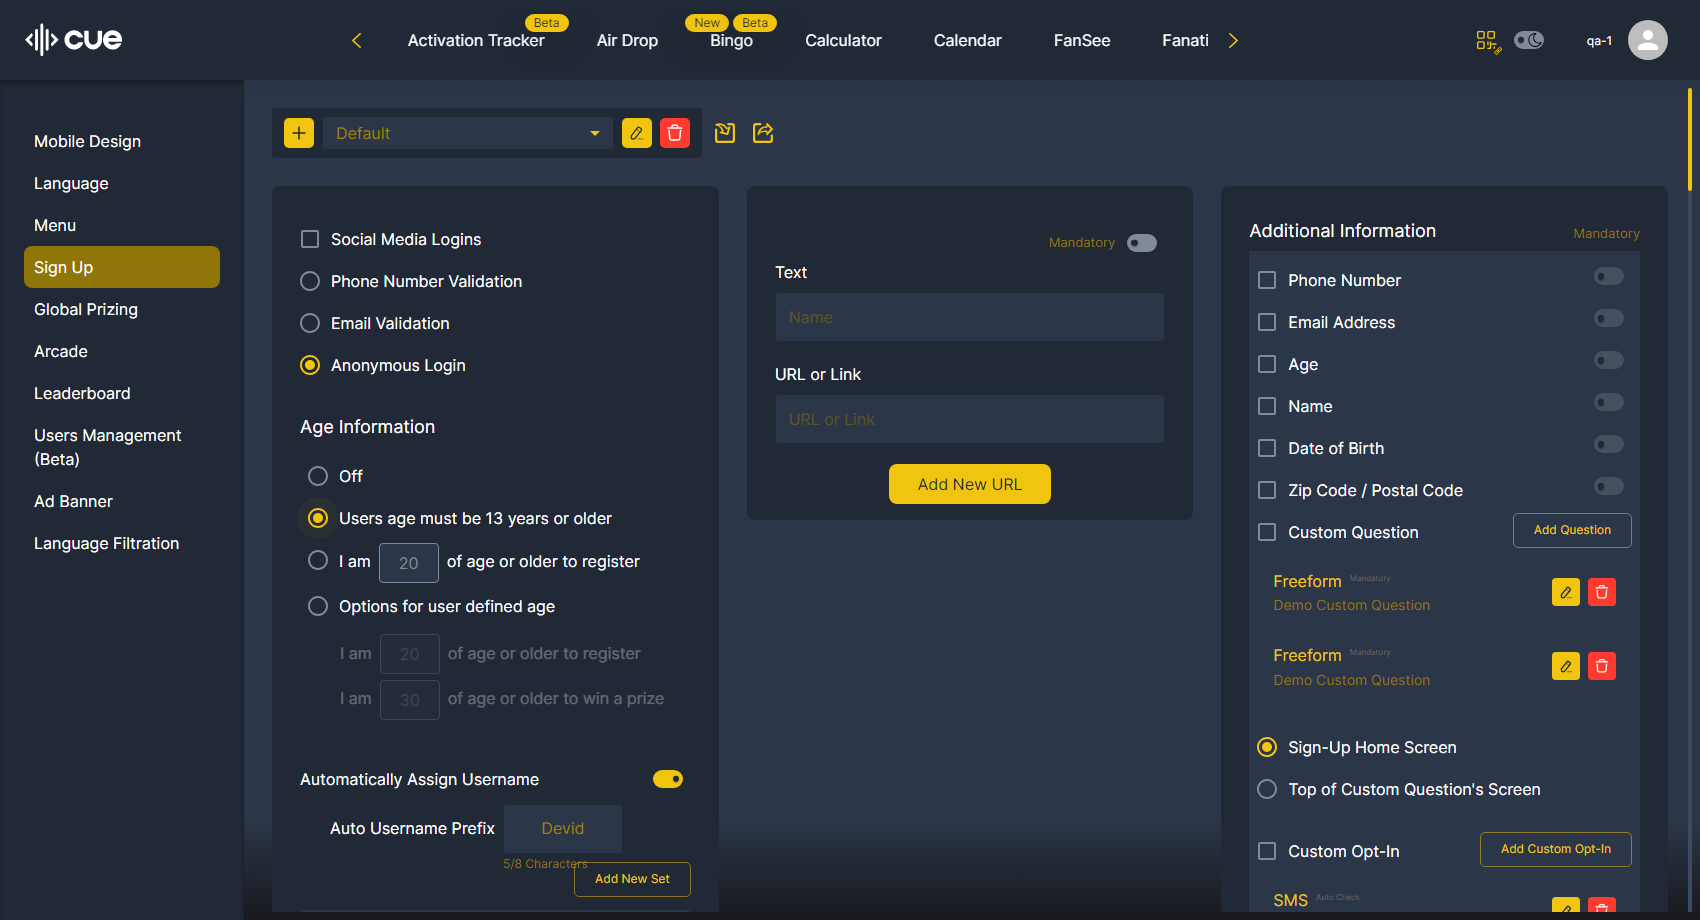 cue
Beta
New
Beta
Activation Tracker
Air Drop
Bingo
Calculator
Calendar
FanSee
Fanati
qa-1
Mobile Design
Language
Menu
Sign Up
Global Prizing
Arcade
Leaderboard
Users Management
(Beta)
Ad Banner
Language Filtration
Default
Social Media Logins
Phone Number Validation
Email Validation
Anonymous Login
Age Information
Off
Users age must be 13 years or older
I am 20 of age or older to register
Options for user defined age
I am 20 of age or older to register
I am 30 of age or older to win a prize
Automatically Assign Username
Auto Username Prefix Devid
5/8 Characters
Add New Set
Mandatory
Text
Name
URL or Link
URL or Link
Add New URL
Additional Information Mandatory
Phone Number
Email Address
Age
Name
Date of Birth
Zip Code / Postal Code
Custom Question Add Question
Freeform Mandatory
Demo Custom Question
Freeform Mandatory
Demo Custom Question
Sign-Up Home Screen
Top of Custom Question's Screen
Custom Opt-In Add Custom Opt-In
SMS Auto Check